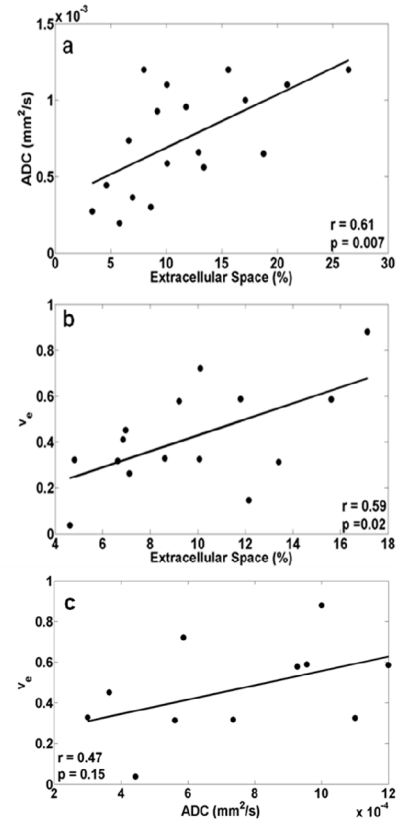 1.5 x 10⁻³
a
1
0.5
0
ADC (mm²/s)
r = 0.61
p = 0.007
0 5 10 15 20 25 30
Extracellular Space (%)
1
b
0.8
0.6
0.4
0.2
0
vₑ
r = 0.59
p =0.02
4 6 8 10 12 14 16 18
Extracellular Space (%)
1
c
0.8
0.6
0.4
0.2
0
vₑ
r = 0.47
p = 0.15
2 4 6 8 10 12
ADC (mm²/s)
x 10⁻⁴